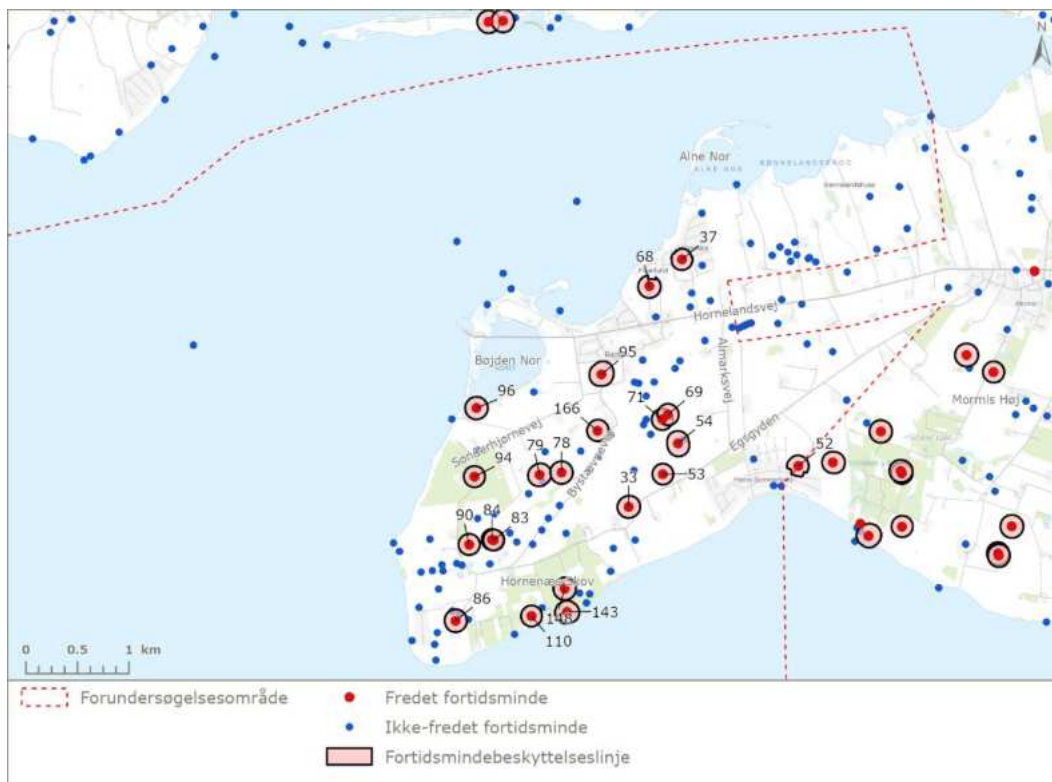 N
Alne Nor
37
68
Hornelandsvej
Almarksvej
95
Bøjden Nor
96
69
71
Mormis Høj
166
54
Sønderhjørnevej
Egsgyden
52
79
78
94
Bystævnevej
53
33
84
83
90
Hornenæs Skov
86
148
143
110
0 1 km
Forundersøgelsesområde
Fredet fortidsminde
Ikke-fredet fortidsminde
Fortidsmindebeskyttelseslinje